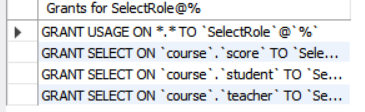 Grants for SelectRole@%
GRANT USAGE ON *.* TO `SelectRole`@`%`
GRANT SELECT ON `course`.`score` TO `Sele...
GRANT SELECT ON `course`.`student` TO `Se...
GRANT SELECT ON `course`.`teacher` TO `Se...